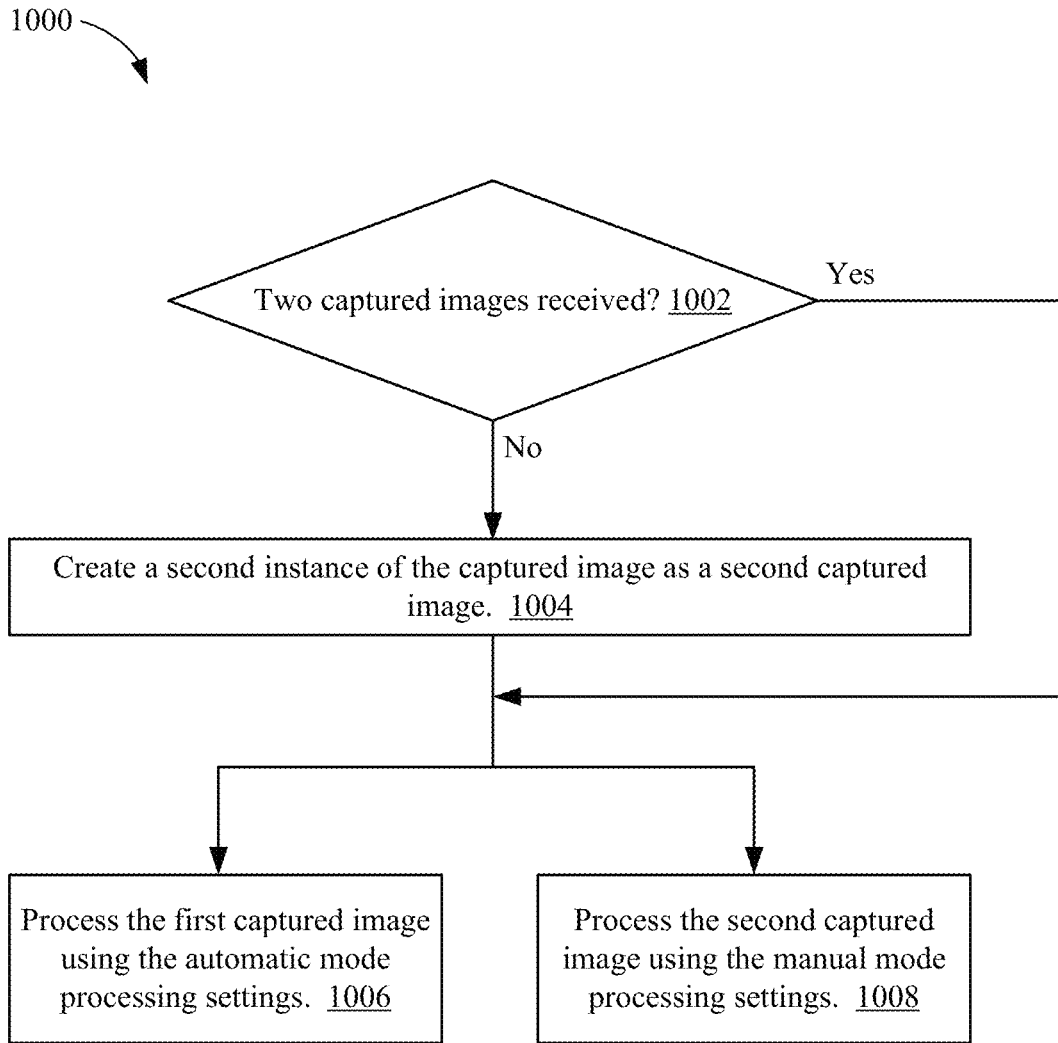 1000
Two captured images received? 1002
Yes
No
Create a second instance of the captured image as a second captured
image. 1004
Process the first captured image
using the automatic mode
processing settings. 1006
Process the second captured
image using the manual mode
processing settings. 1008